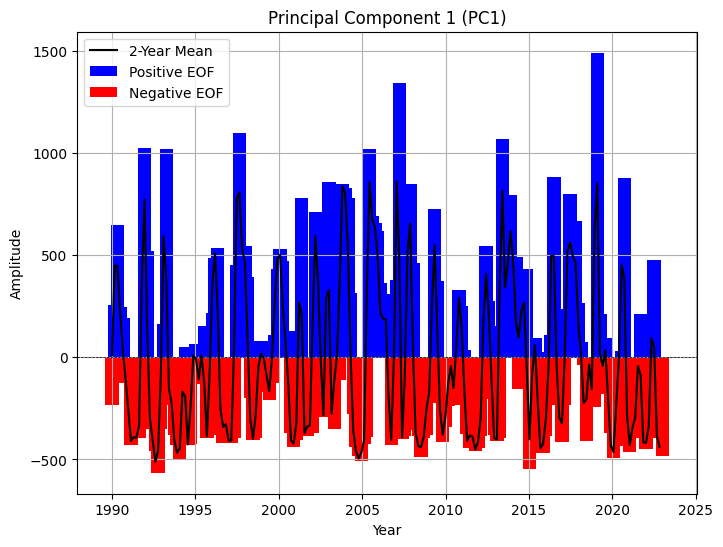 Principal Component 1 (PC1)
2-Year Mean
Positive EOF
Negative EOF
1500
1000
500
0
−500
Amplitude
1990 1995 2000 2005 2010 2015 2020 2025
Year